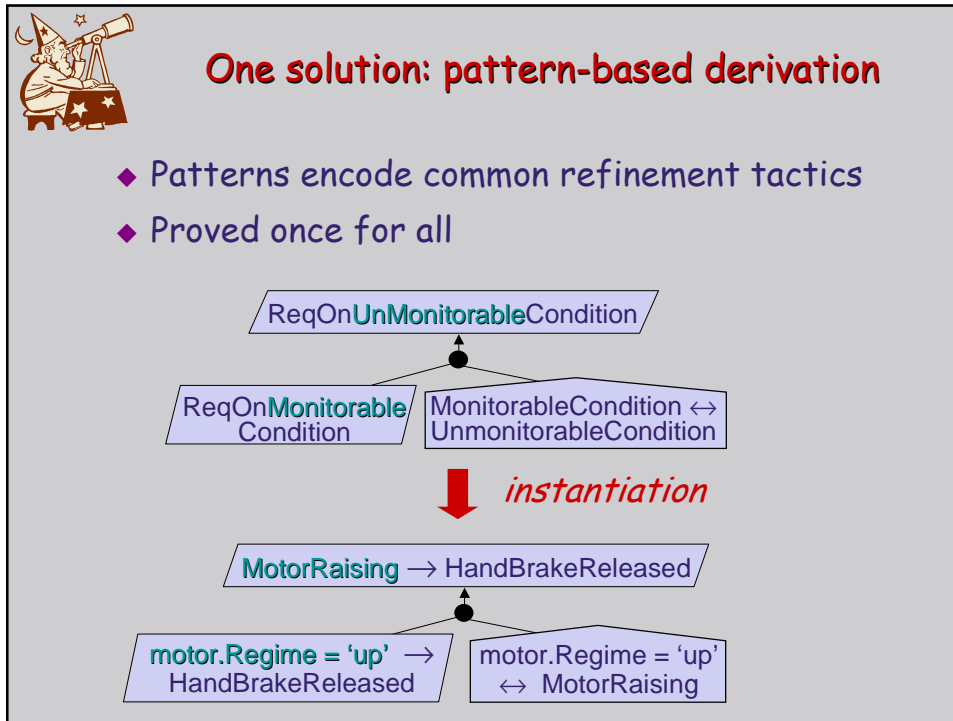 One solution: pattern-based derivation
◆ Patterns encode common refinement tactics
◆ Proved once for all
ReqOnUnMonitorableCondition
ReqOnMonitorable
Condition
MonitorableCondition ↔
UnmonitorableCondition
instantiation
MotorRaising → HandBrakeReleased
motor.Regime = ‘up’ →
HandBrakeReleased
motor.Regime = ‘up’
↔ MotorRaising